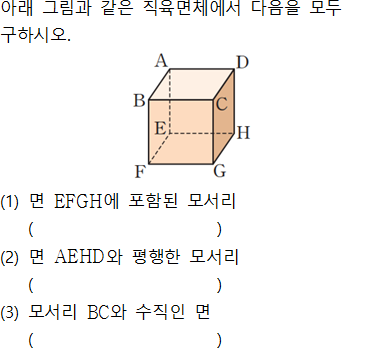 아래 그림과 같은 직육면체에서 다음을 모두
구하시오.
A
D
B
C
E
H
F
G
(1) 면 EFGH에 포함된 모서리
( )
(2) 면 AEHD와 평행한 모서리
( )
(3) 모서리 BC와 수직인 면
( )